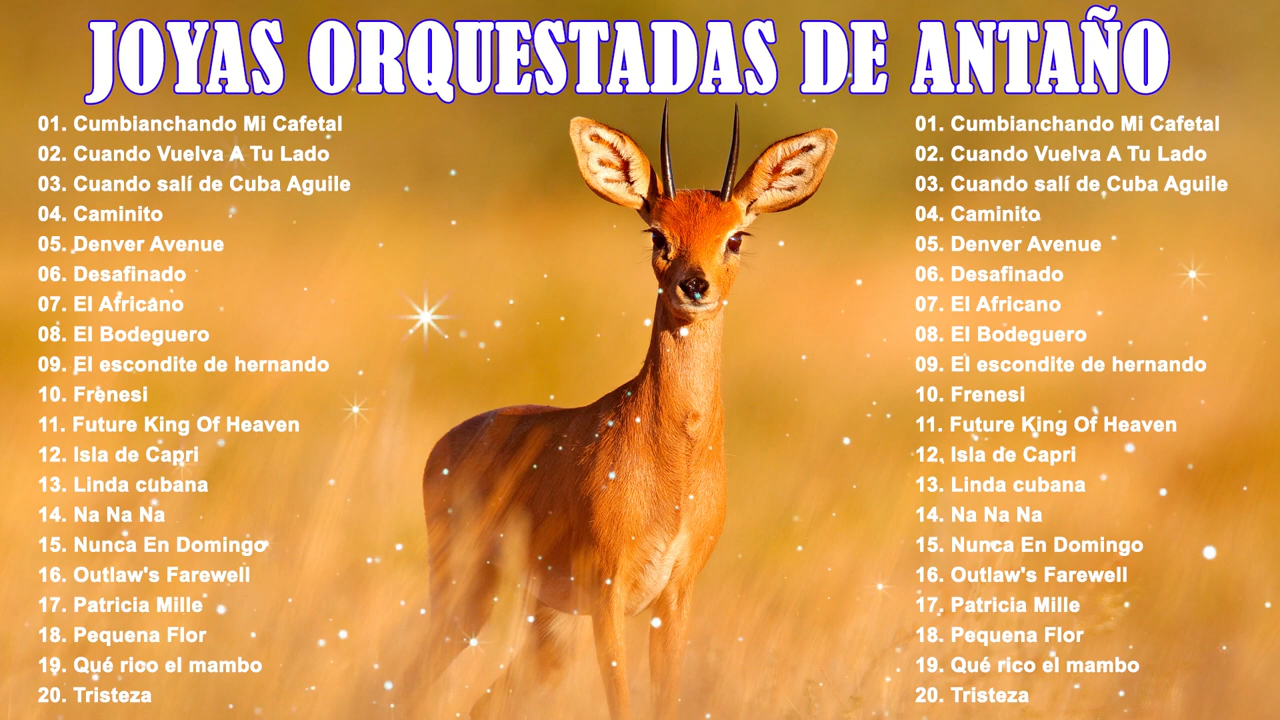 JOYAS ORQUESTADAS DE ANTAÑO
01. Cumbianchando Mi Cafetal
02. Cuando Vuelva A Tu Lado
03. Cuando salí de Cuba Aguile
04. Caminito
05. Denver Avenue
06. Desafinado
07. El Africano
08. El Bodeguero
09. El escondite de hernando
10. Frenesi
11. Future King Of Heaven
12. Isla de Capri
13. Linda cubana
14. Na Na Na
15. Nunca En Domingo
16. Outlaw's Farewell
17. Patricia Mille
18. Pequena Flor
19. Qué rico el mambo
20. Tristeza
01. Cumbianchando Mi Cafetal
02. Cuando Vuelva A Tu Lado
03. Cuando salí de Cuba Aguile
04. Caminito
05. Denver Avenue
06. Desafinado
07. El Africano
08. El Bodeguero
09. El escondite de hernando
10. Frenesi
11. Future King Of Heaven
12. Isla de Capri
13. Linda cubana
14. Na Na Na
15. Nunca En Domingo
16. Outlaw's Farewell
17. Patricia Mille
18. Pequena Flor
19. Qué rico el mambo
20. Tristeza